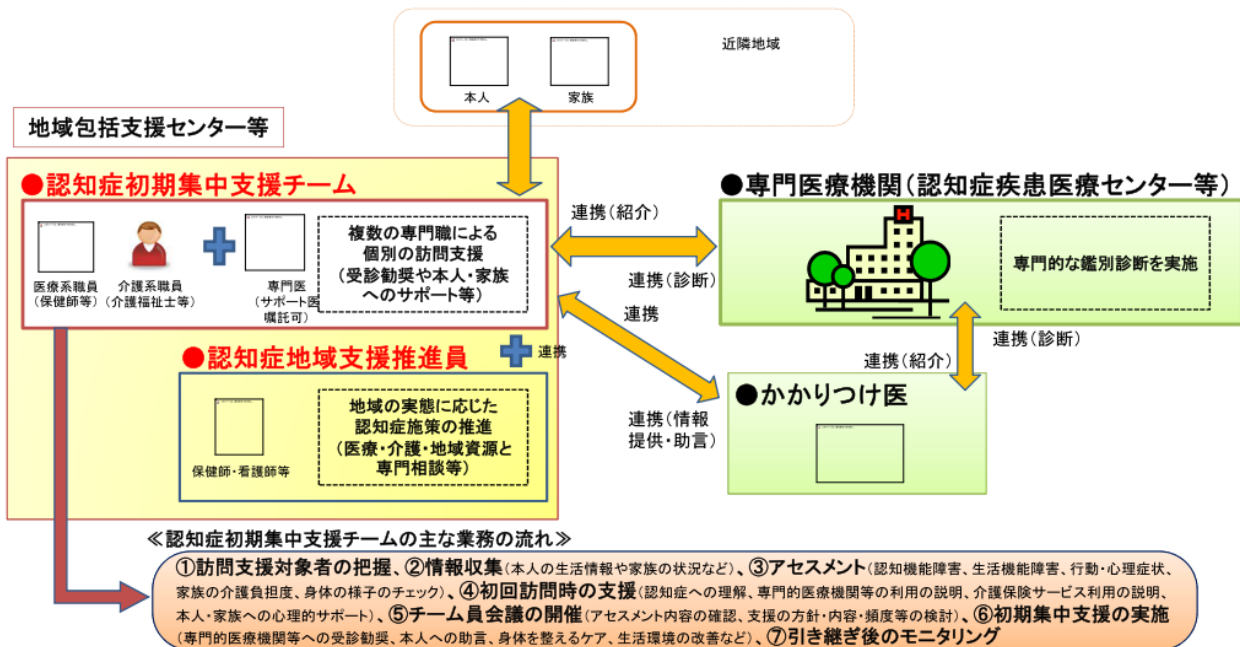 近隣地域
本人
家族
地域包括支援センター等
●認知症初期集中支援チーム
医療系職員
(保健師等)
介護系職員
(介護福祉士等)
専門医
(サポート医
嘱託可)
複数の専門職による
個別の訪問支援
(受診勧奨や本人・家族
へのサポート等)
連携(紹介)
連携(診断)
連携
●専門医療機関(認知症疾患医療センター等)
H
専門的な鑑別診断を実施
連携(紹介)
連携(診断)
●認知症地域支援推進員
連携
保健師・看護師等
地域の実態に応じた
認知症施策の推進
(医療・介護・地域資源と
専門相談等)
連携(情報
提供・助言)
●かかりつけ医
≪認知症初期集中支援チームの主な業務の流れ≫
①訪問支援対象者の把握、②情報収集(本人の生活情報や家族の状況など)、③アセスメント(認知機能障害、生活機能障害、行動・心理症状、
家族の介護負担度、身体の様子のチェック)、④初回訪問時の支援(認知症への理解、専門的医療機関等の利用の説明、介護保険サービス利用の説明、
本人・家族への心理的サポート)、⑤チーム員会議の開催(アセスメント内容の確認、支援の方針・内容・頻度等の検討)、⑥初期集中支援の実施
(専門的医療機関等への受診勧奨、本人への助言、身体を整えるケア、生活環境の改善など)、⑦引き継ぎ後のモニタリング